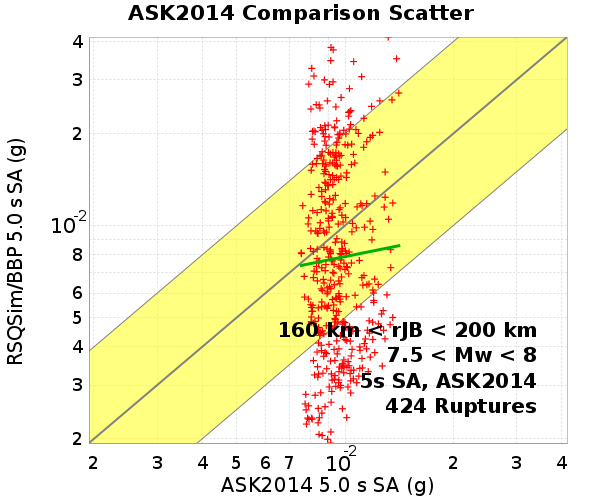 ASK2014 Comparison Scatter
RSQSim/BBP 5.0 s SA (g)
4
3
2
10-2
8
6
5
4
3
2
160 km < rJB < 200 km
7.5 < Mw < 8
5s SA, ASK2014
424 Ruptures
2 3 4 5 6 7 10-2 2 3 4
ASK2014 5.0 s SA (g)